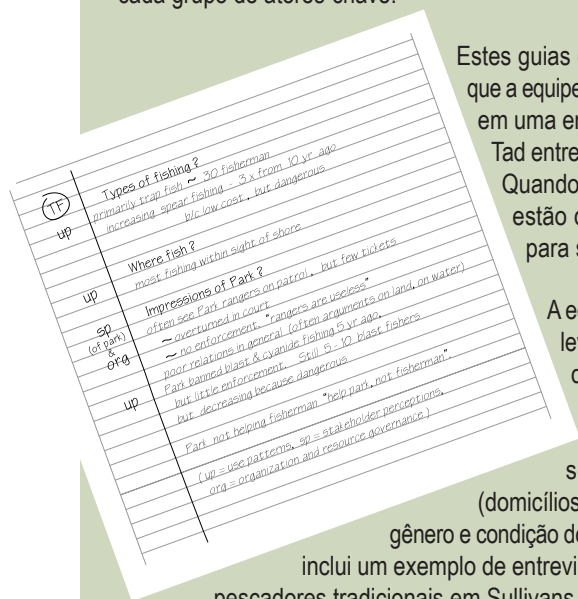 cada grupo de atores-chave.
Estes guias
que a equipe
em uma
Tad entre
Quando
estão
para s
TF
Types of fishing?
up primarily trap fish ~ 30 fisherman
increasing spear fishing - 3 x from 10 yr. ago
b/c low cost, but dangerous
Where fish?
up most fishing within sight of shore
Impressions of Park?
sp (of park) & org
often see Park rangers on patrol, but few tickets
~ overturned in court
~ no enforcement. "rangers are useless"
poor relations in general (often arguments on land, on water)
up Park banned blast & cyanide fishing 5 yr. ago,
but little enforcement. Still 5 - 10 blast fishers
but decreasing because dangerous
Park not helping fisherman "help park, not fisherman".
(up = use patterns, sp = stakeholder perceptions,
org = organization and resource governance)
A e
lev
s
(domicílios
gênero e condição de
inclui um exemplo de entrevi
pescadores tradicionais em Sullivans